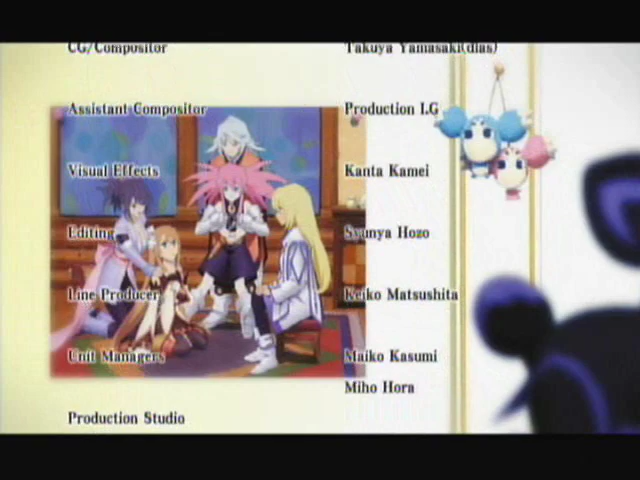 CG/Compositor Takuya Yamasaki(dlas)
Assistant Compositor Production I.G
Visual Effects Kanta Kamei
Editing Syunya Hozo
Line Producer Keiko Matsushita
Unit Managers Maiko Kasumi
Miho Hora
Production Studio